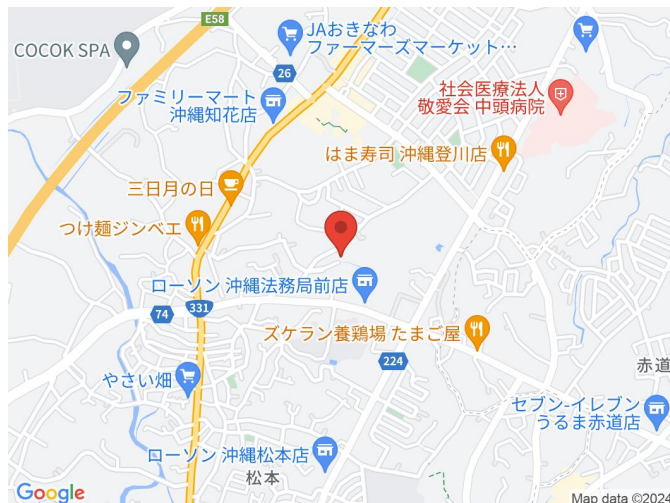 E58
COCOK SPA
JAおきなわ
ファーマーズマーケット…
26
ファミリーマート
沖縄知花店
社会医療法人
敬愛会 中頭病院
はま寿司 沖縄登川店
三日月の日
つけ麺ジンベエ
ローソン 沖縄法務局前店
74
331
ズケラン養鶏場 たまご屋
224
赤道
やさい畑
セブン-イレブン
うるま赤道店
ローソン 沖縄松本店
松本
Google
Map data ©2024